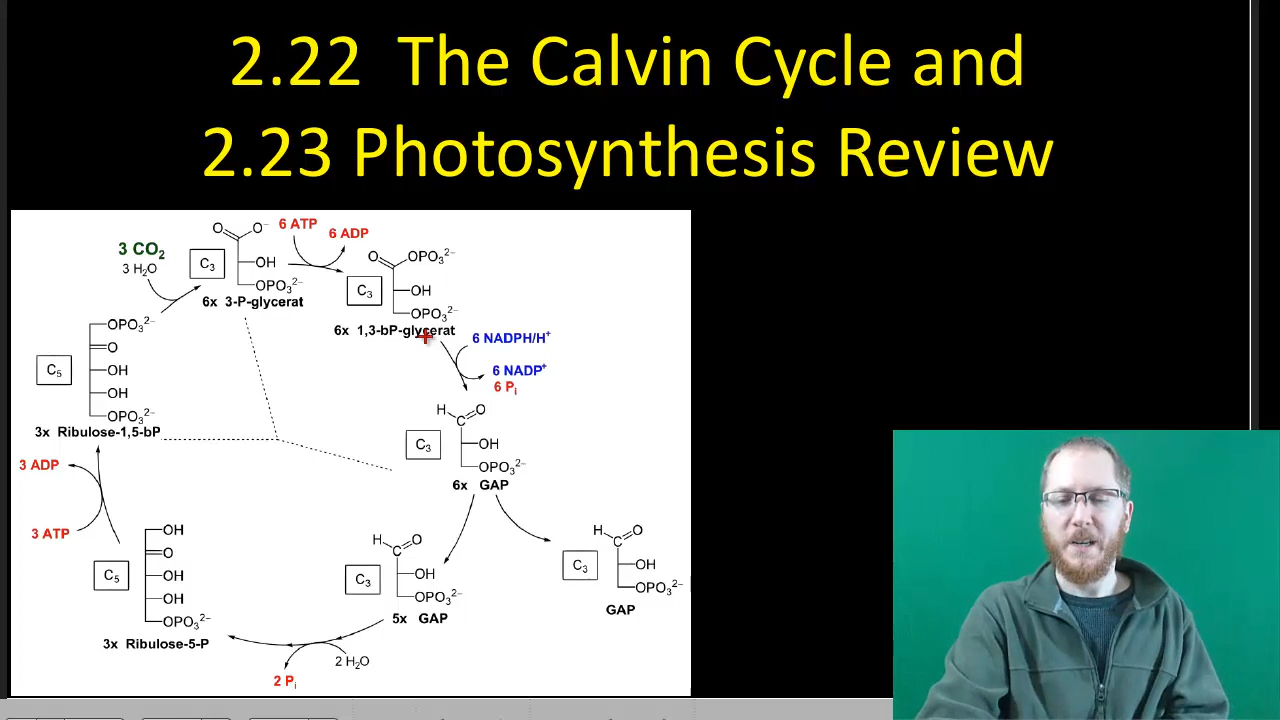 2.22 The Calvin Cycle and
2.23 Photosynthesis Review
3 CO2
3 H2O
C3
O
O−
OH
OPO3 2−
6x 3-P-glycerat
6 ATP
6 ADP
C3
O
OPO3 2−
OH
OPO3 2−
6x 1,3-bP-glycerat
6 NADPH/H+
6 NADP+
6 Pi
C3
H
O
OH
OPO3 2−
6x GAP
C3
H
O
OH
OPO3 2−
GAP
C3
H
O
OH
OPO3 2−
5x GAP
2 H2O
2 Pi
C5
OH
O
OH
OH
OPO3 2−
3x Ribulose-5-P
3 ATP
3 ADP
C5
OPO3 2−
O
OH
OH
OPO3 2−
3x Ribulose-1,5-bP